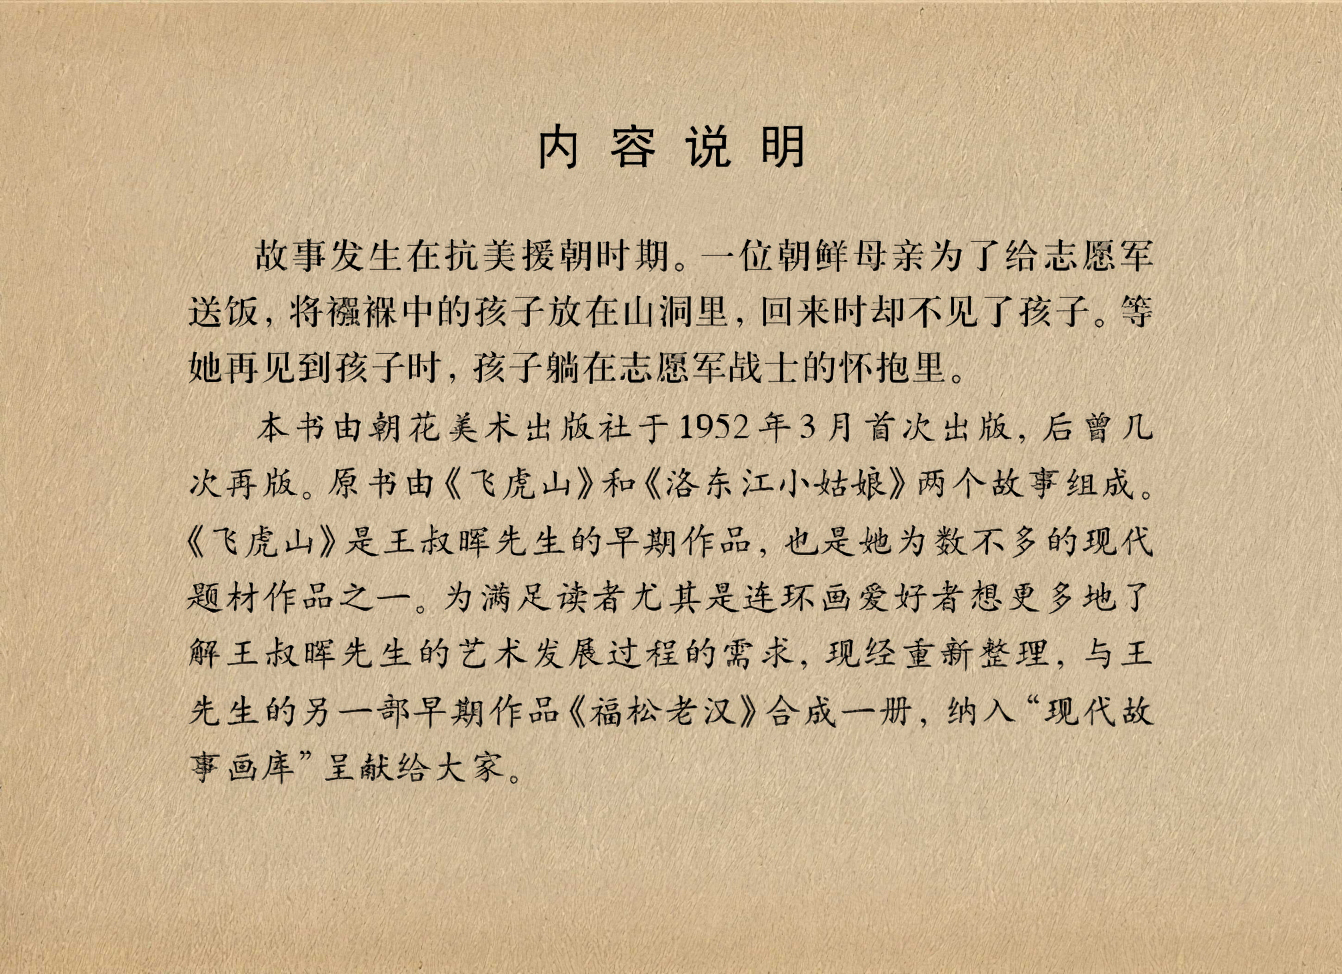 内容说明
故事发生在抗美援朝时期。一位朝鲜母亲为了给志愿军
送饭，将襁褓中的孩子放在山洞里，回来时却不见了孩子。等
她再见到孩子时，孩子躺在志愿军战士的怀抱里。
本书由朝花美术出版社于1952年3月首次出版，后曾几
次再版。原书由《飞虎山》和《洛东江小姑娘》两个故事组成。
《飞虎山》是王叔晖先生的早期作品，也是她为数不多的现代
题材作品之一。为满足读者尤其是连环画爱好者想更多地了
解王叔晖先生的艺术发展过程的需求，现经重新整理，与王
先生的另一部早期作品《福松老汉》合成一册，纳入“现代故
事画库”呈献给大家。